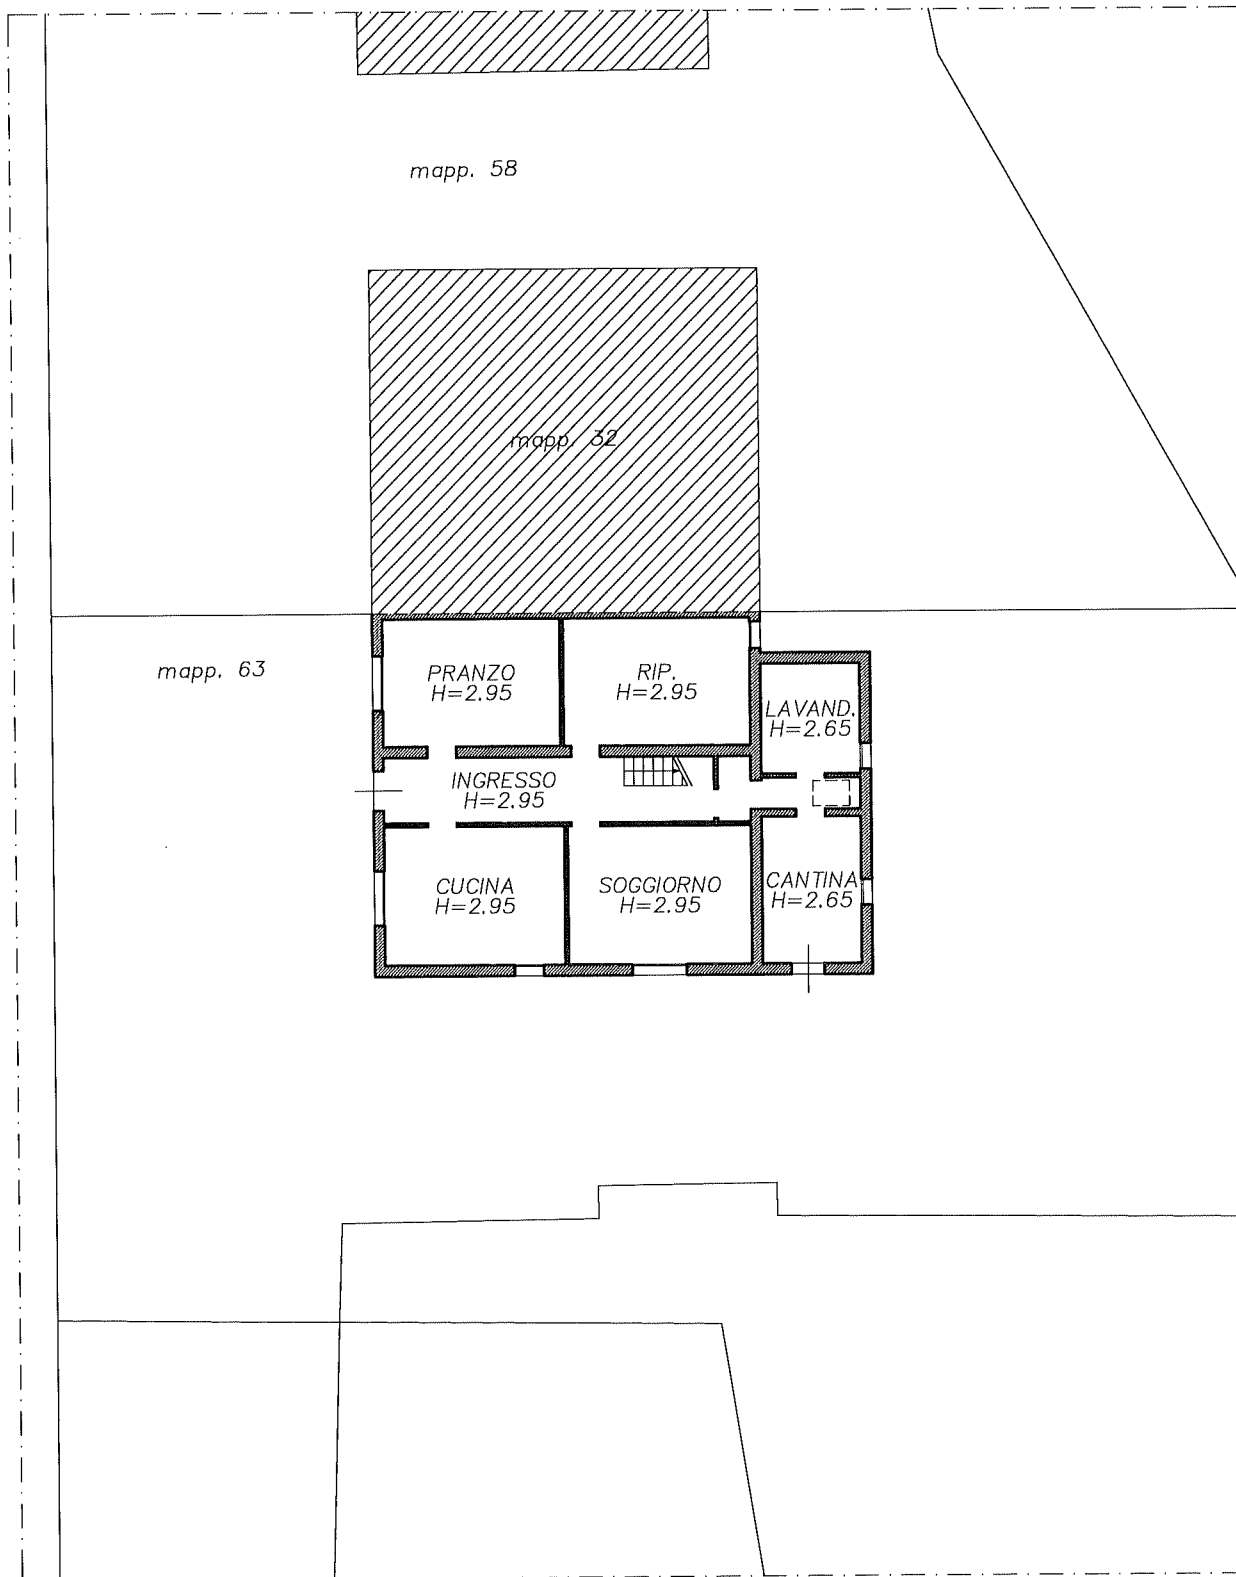 mapp. 58
mapp. 32
mapp. 63
PRANZO
H=2.95
RIP.
H=2.95
LAVAND.
H=2.65
INGRESSO
H=2.95
CUCINA
H=2.95
SOGGIORNO
H=2.95
CANTINA
H=2.65